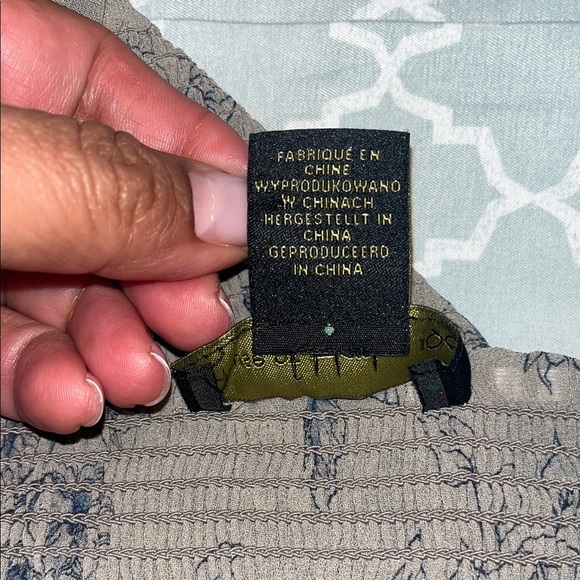 FABRIQUÉ EN
CHINE
WYPRODUKOWANO
W CHINACH
HERGESTELLT IN
CHINA
GEPRODUCEERD
IN CHINA